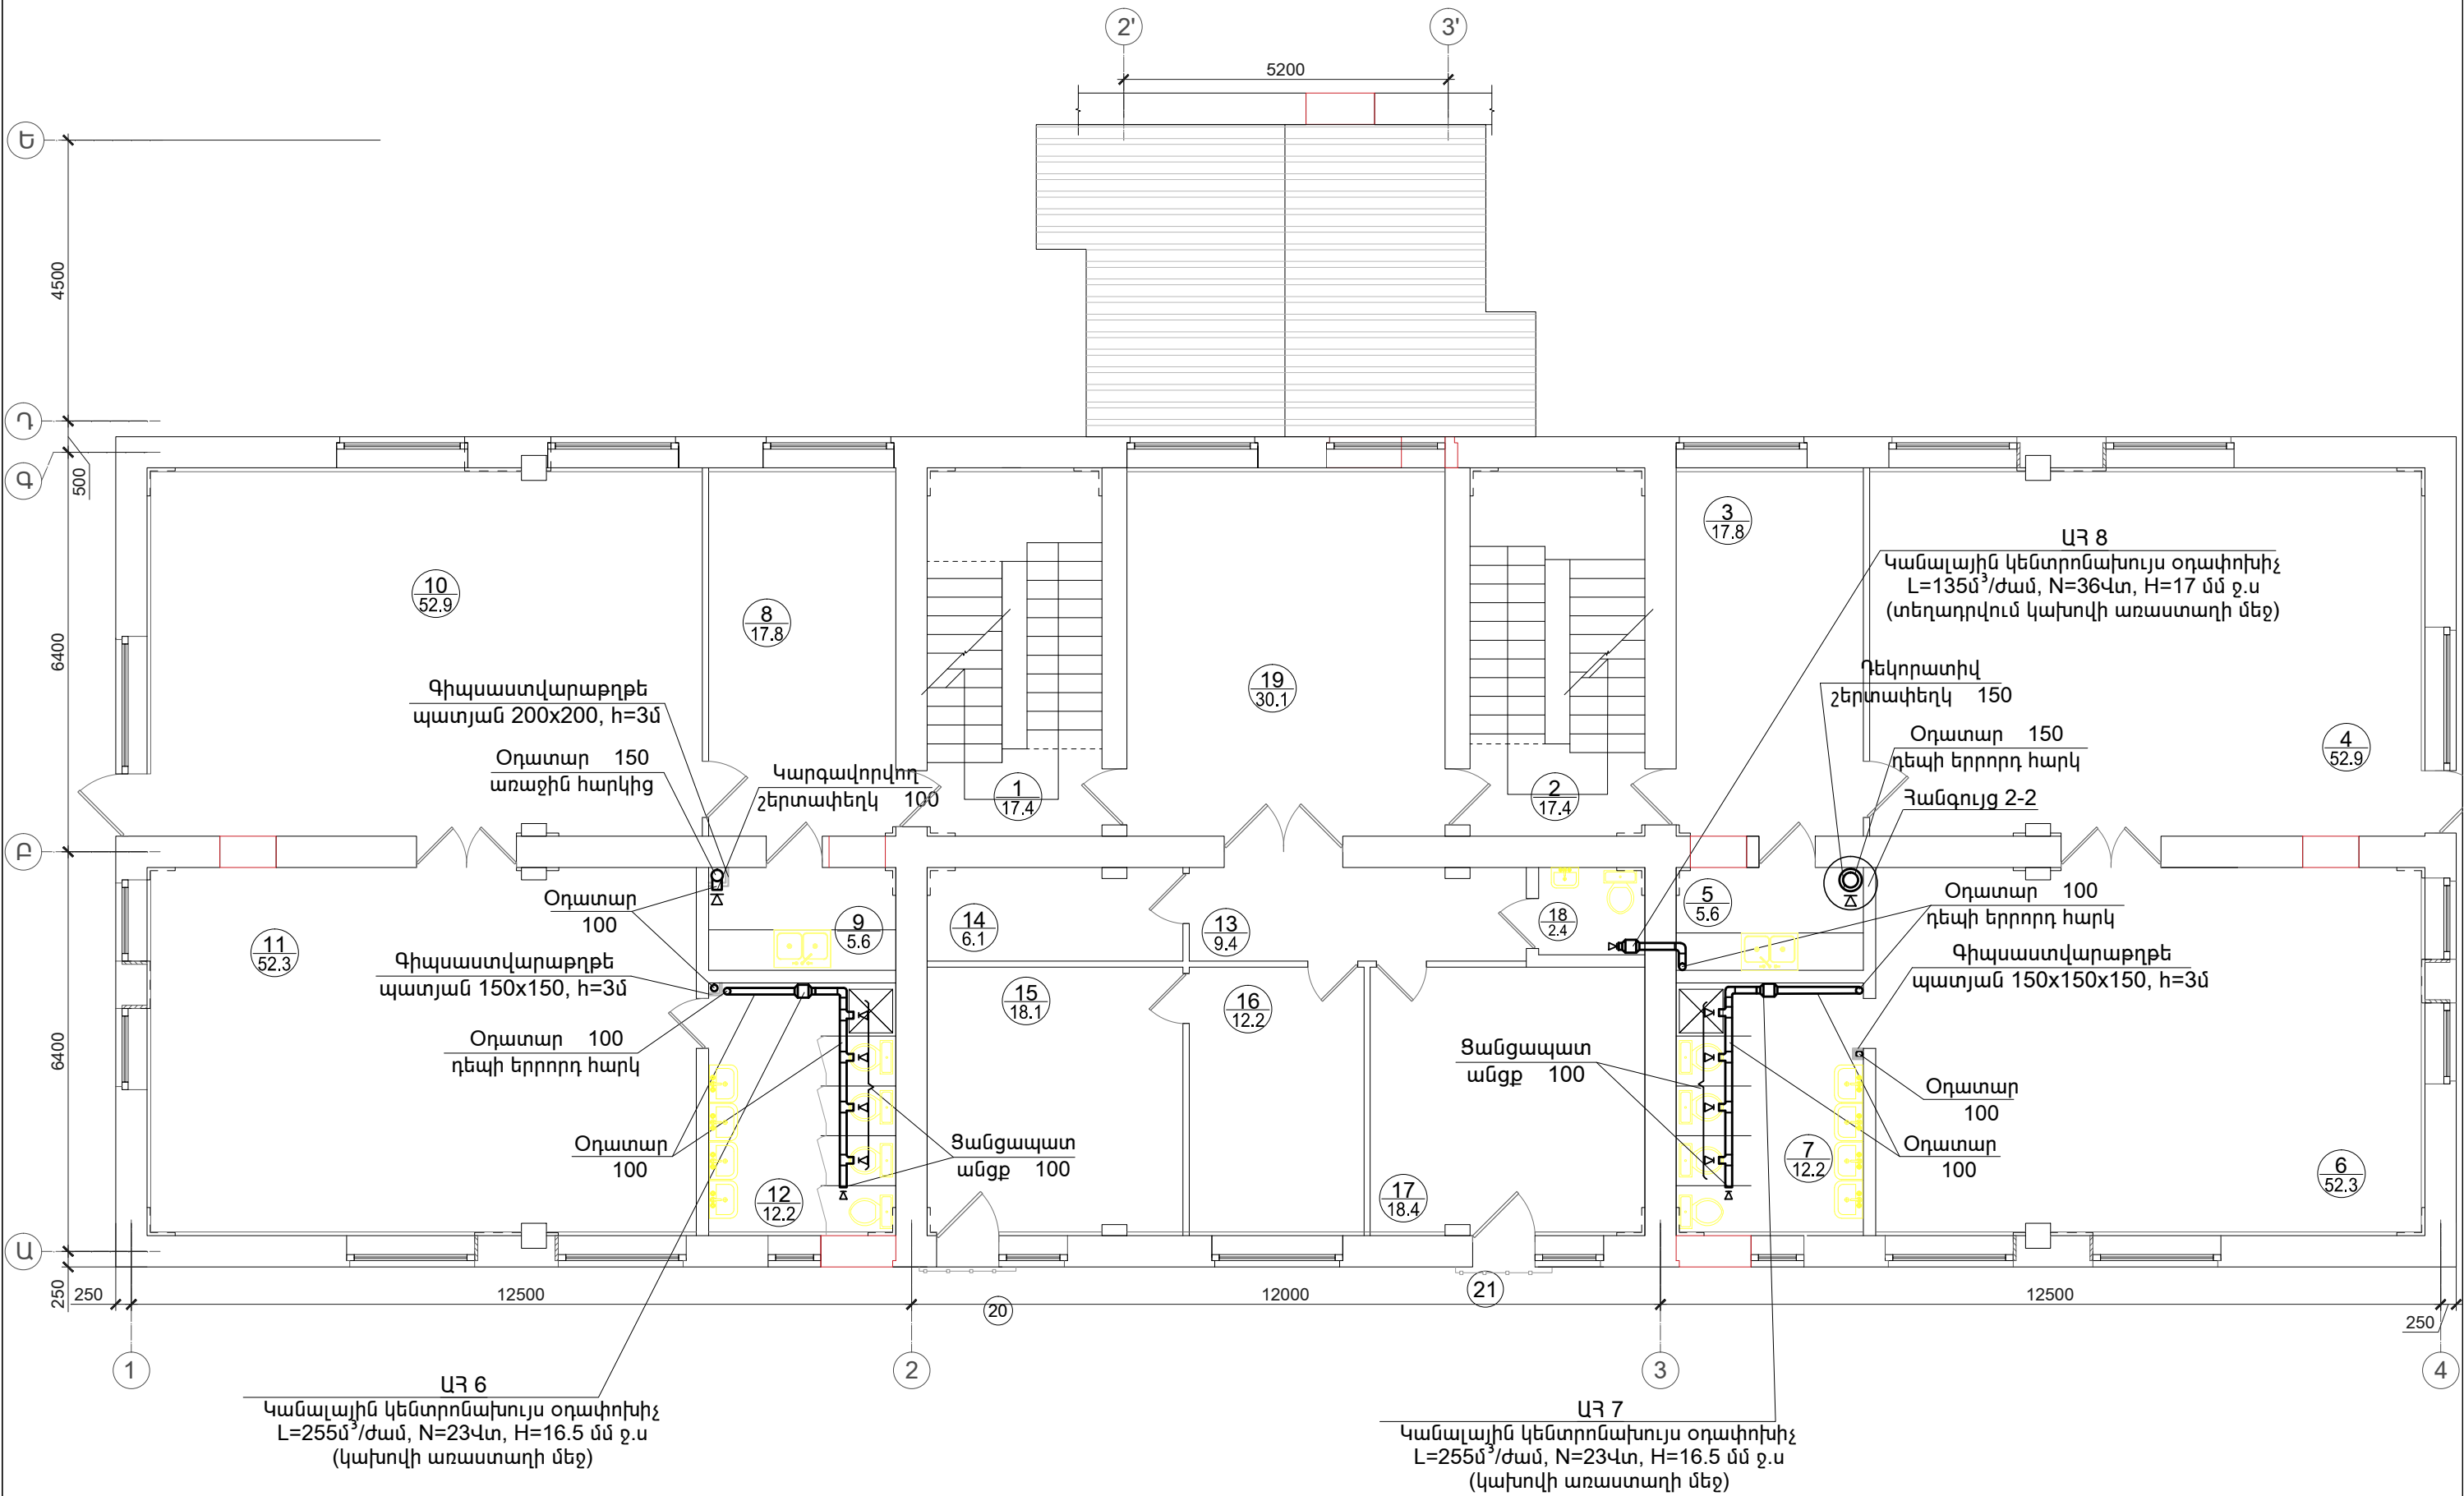 2'
3'
5200
Ե
4500
Դ
Գ
500
6400
Բ
6400
Ա
250
10
52.9
8
17.8
3
17.8
ԱՀ 8
Կանալային կենտրոնախույս օդափոխիչ
L=135մ³/ժամ, N=36Վտ, H=17 մմ ջ.ս
(տեղադրվում կախովի առաստաղի մեջ)
Գիպսաստվարաթղթե
պատյան 200x200, h=3մ
19
30.1
Դեկորատիվ
շերտափեղկ 150
Օդատար 150
առաջին հարկից
Կարգավորվող
շերտափեղկ 100
1
17.4
2
17.4
Օդատար 150
դեպի երրորդ հարկ
4
52.9
Հանգույց 2-2
Օդատար
100
9
5.6
14
6.1
13
9.4
18
2.4
5
5.6
Օդատար 100
դեպի երրորդ հարկ
11
52.3
Գիպսաստվարաթղթե
պատյան 150x150, h=3մ
Գիպսաստվարաթղթե
պատյան 150x150x150, h=3մ
15
18.1
16
12.2
Օդատար 100
դեպի երրորդ հարկ
Ցանցապատ
անցք 100
Օդատար
100
Օդատար
100
Ցանցապատ
անցք 100
7
12.2
Օդատար
100
12
12.2
17
18.4
6
52.3
250
12500
12000
12500
250
20
21
1
2
3
4
ԱՀ 6
Կանալային կենտրոնախույս օդափոխիչ
L=255մ³/ժամ, N=23Վտ, H=16.5 մմ ջ.ս
(կախովի առաստաղի մեջ)
ԱՀ 7
Կանալային կենտրոնախույս օդափոխիչ
L=255մ³/ժամ, N=23Վտ, H=16.5 մմ ջ.ս
(կախովի առաստաղի մեջ)